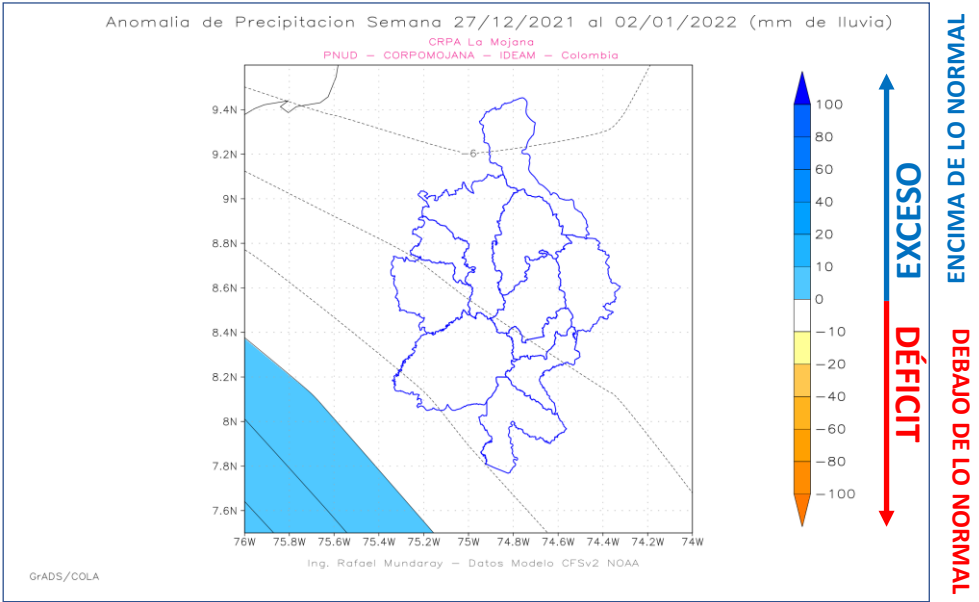 Anomalia de Precipitacion Semana 27/12/2021 al 02/01/2022 (mm de lluvia)
CRPA La Mojana
PNUD – CORPOMOJANA – IDEAM – Colombia
9.4N
9.2N
9N
8.8N
8.6N
8.4N
8.2N
8N
7.8N
7.6N
-6
76W 75.8W 75.6W 75.4W 75.2W 75W 74.8W 74.6W 74.4W 74.2W 74W
Ing. Rafael Mundaray – Datos Modelo CFSv2 NOAA
GrADS/COLA
100
80
60
40
20
10
0
-10
-20
-40
-60
-80
-100
EXCESO
DÉFICIT
ENCIMA DE LO NORMAL
DEBAJO DE LO NORMAL